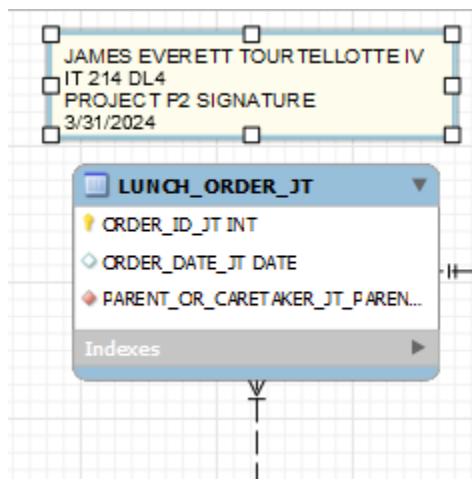 JAMES EVERETT TOURTELLOTTE IV
IT 214 DL4
PROJECT P2 SIGNATURE
3/31/2024
LUNCH_ORDER_JT
ORDER_ID_JT INT
ORDER_DATE_JT DATE
PARENT_OR_CARETAKER_JT_PAREN...
Indexes